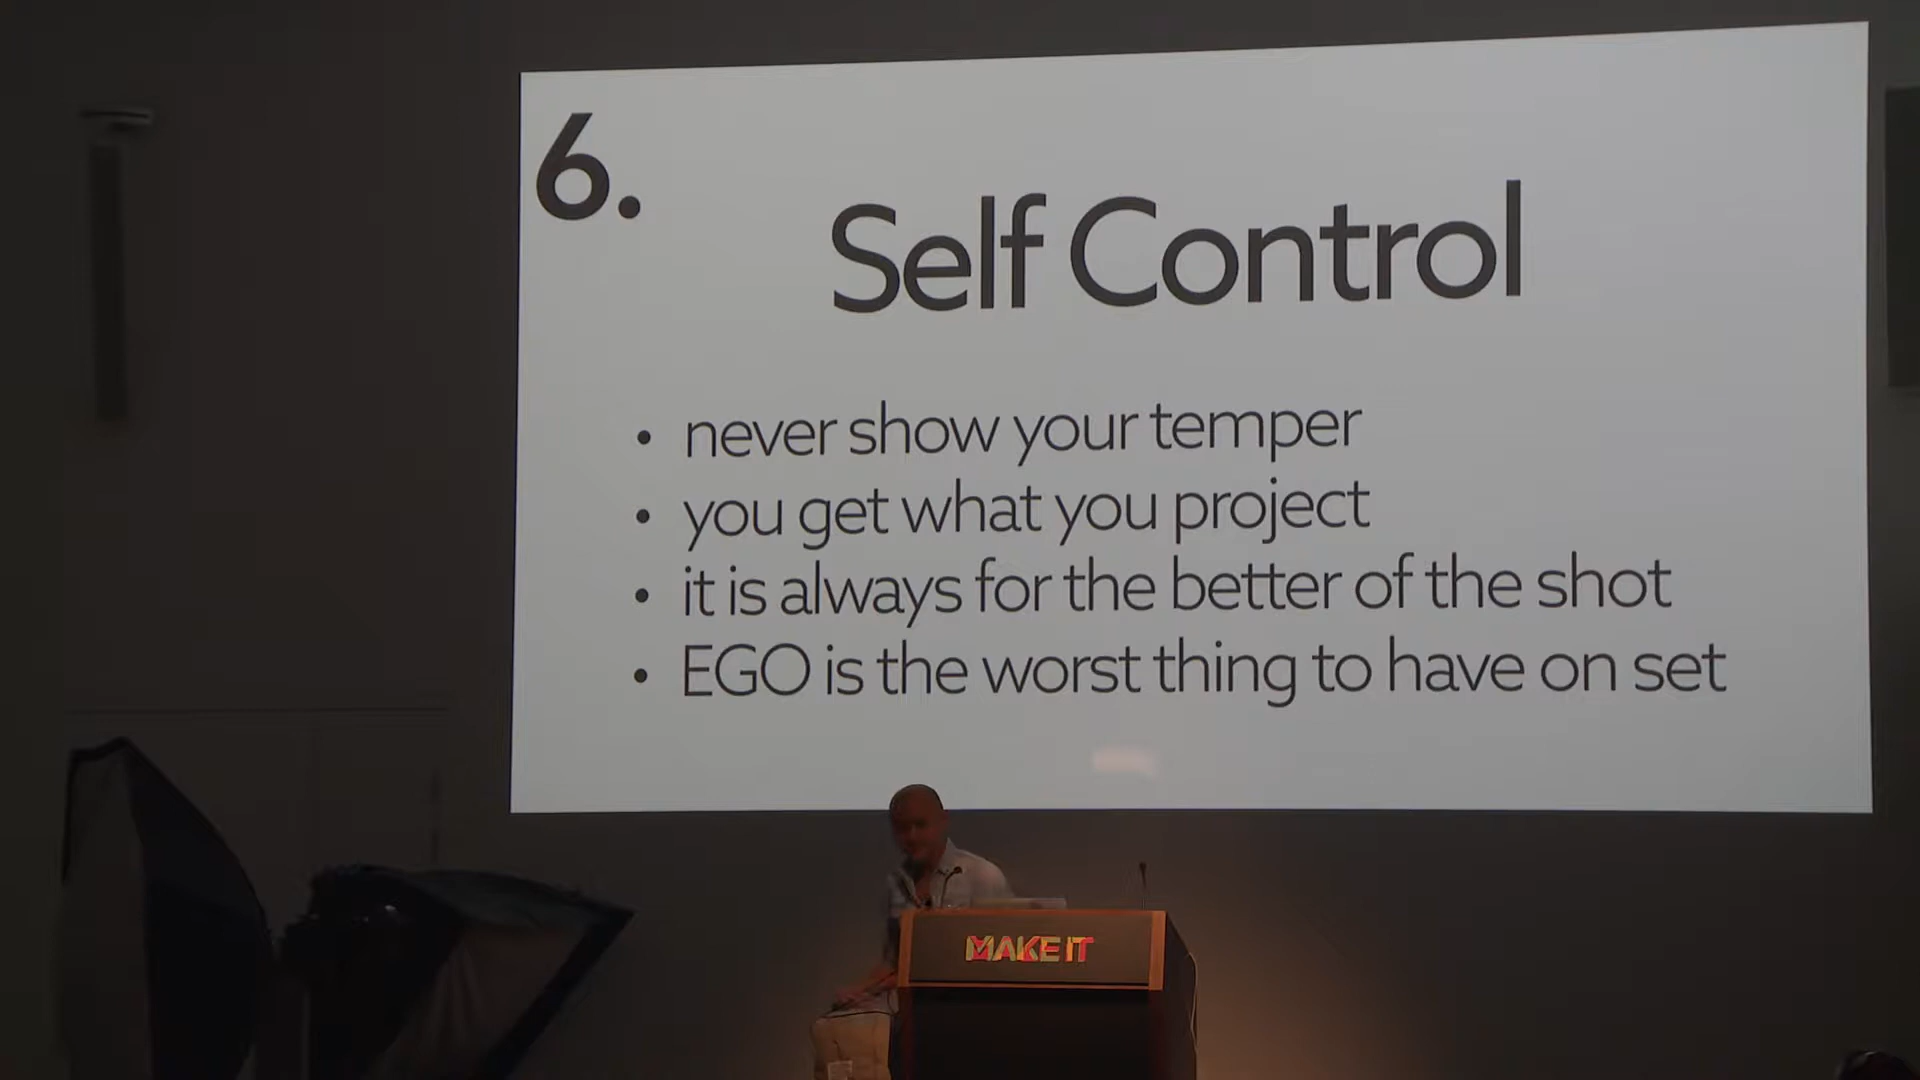 6.
Self Control
• never show your temper
• you get what you project
• it is always for the better of the shot
• EGO is the worst thing to have on set
MAKE IT